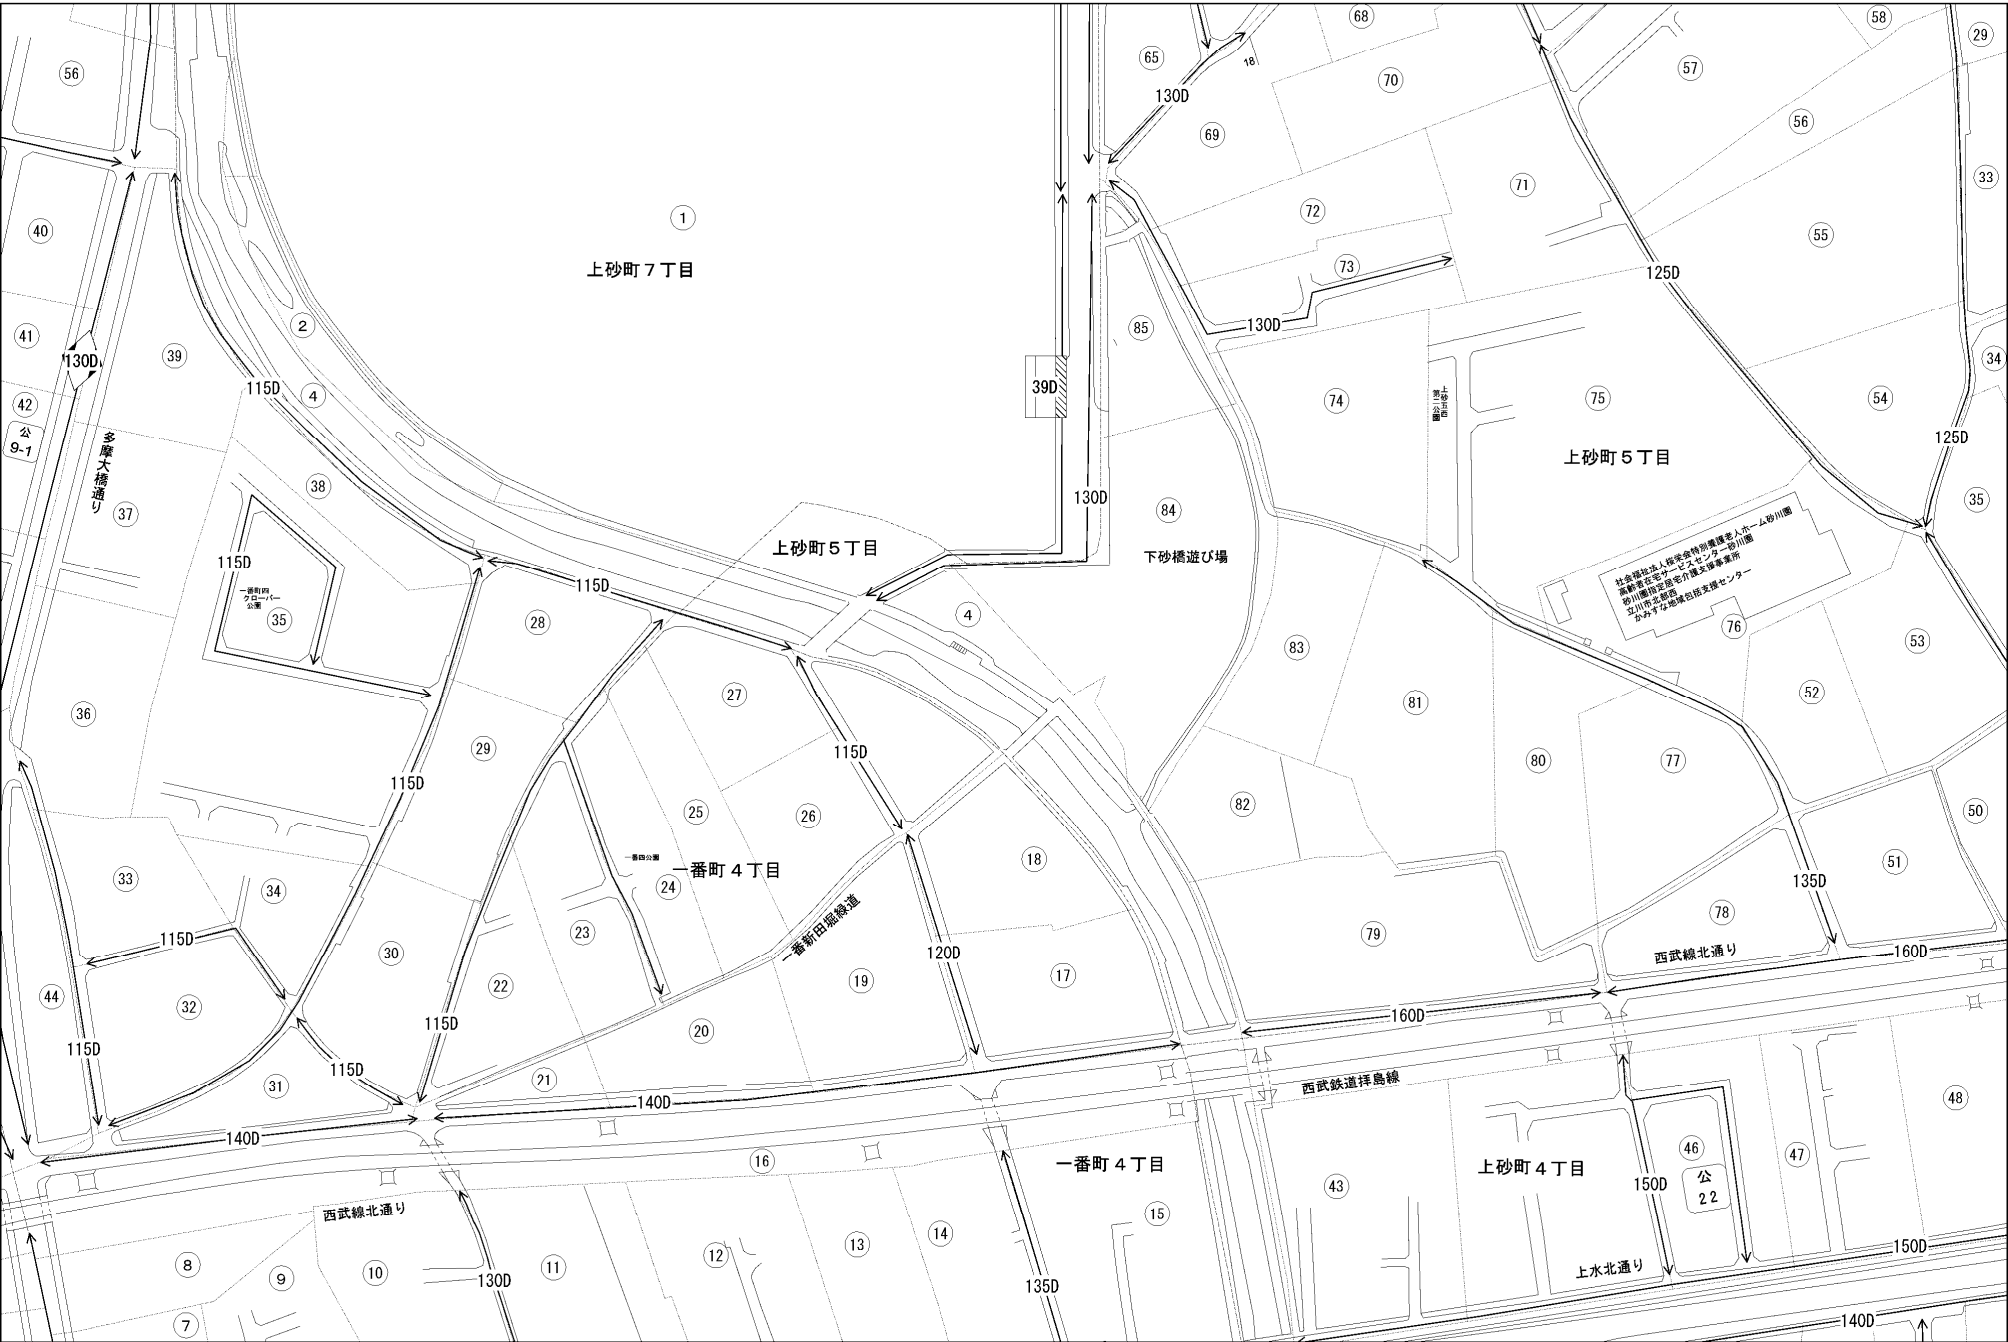 56
65
68
18
58
29
57
70
130D
69
56
33
40
1
71
72
55
73
上砂町7丁目
125D
41
130D
39
2
85
130D
34
115D
4
39D
74
上砂五西
第二公園
75
54
42
公
9-1
多摩大橋通り
125D
上砂町5丁目
38
130D
35
37
84
上砂町5丁目
下砂橋遊び場
社会福祉法人桜栄会特別養護老人ホーム砂川園
高齢者在宅サービスセンター砂川園
砂川園指定居宅介護支援事業所
立川市北部西
かみすな地域包括支援センター
115D
115D
一番町四
クローバー
公園
35
28
4
76
53
83
27
52
36
81
29
115D
80
77
115D
25
26
82
50
一番四公園
一番町4丁目
18
51
33
34
24
135D
23
一番新田堀緑道
78
79
115D
30
120D
西武線北通り
160D
44
32
22
19
17
115D
20
160D
115D
115D
31
21
西武鉄道拝島線
140D
48
140D
16
一番町4丁目
上砂町4丁目
46
47
公
22
43
150D
西武線北通り
15
14
13
12
8
9
10
11
130D
135D
上水北通り
150D
7
140D